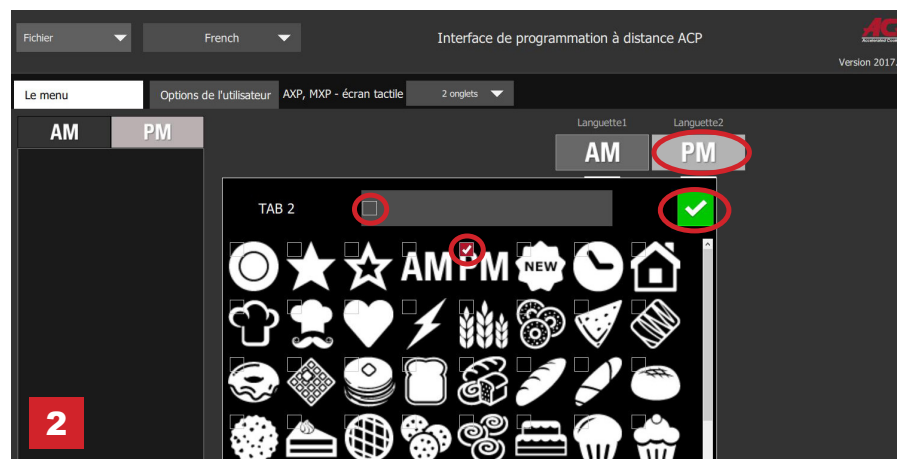 Fichier French Interface de programmation à distance ACP
Version 2017.
Le menu Options de l'utilisateur AXP, MXP - écran tactile 2 onglets
Languette1 Languette2
AM PM AM PM
TAB 2
AM PM NEW
2